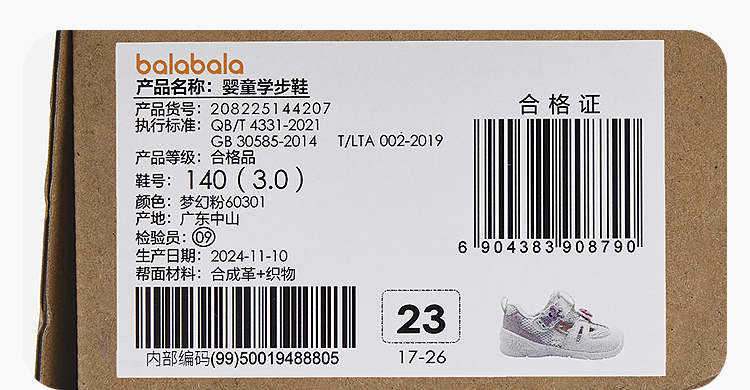 balabala
产品名称：婴童学步鞋
产品货号：208225144207
执行标准：QB/T 4331-2021
GB 30585-2014 T/LTA 002-2019
产品等级：合格品
鞋号：140（3.0）
颜色：梦幻粉60301
产地：广东中山
检验员：09
生产日期：2024-11-10
帮面材料：合成革+织物
内部编码(99)50019488805
合格证
6 904383 908790
23
17-26